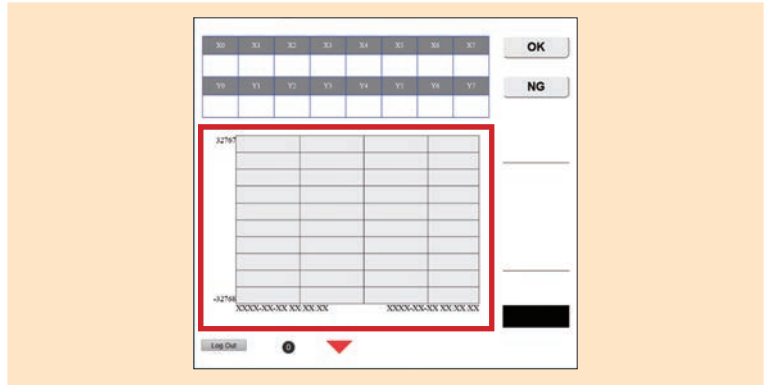 X0 X1 X2 X3 X4 X5 X6 X7
OK
Y0 Y1 Y2 Y3 Y4 Y5 Y6 Y7
NG
32767
-32768
XXXX-XX-XX XX:XX:XX XXXX-XX-XX XX:XX:XX
Log Out
0